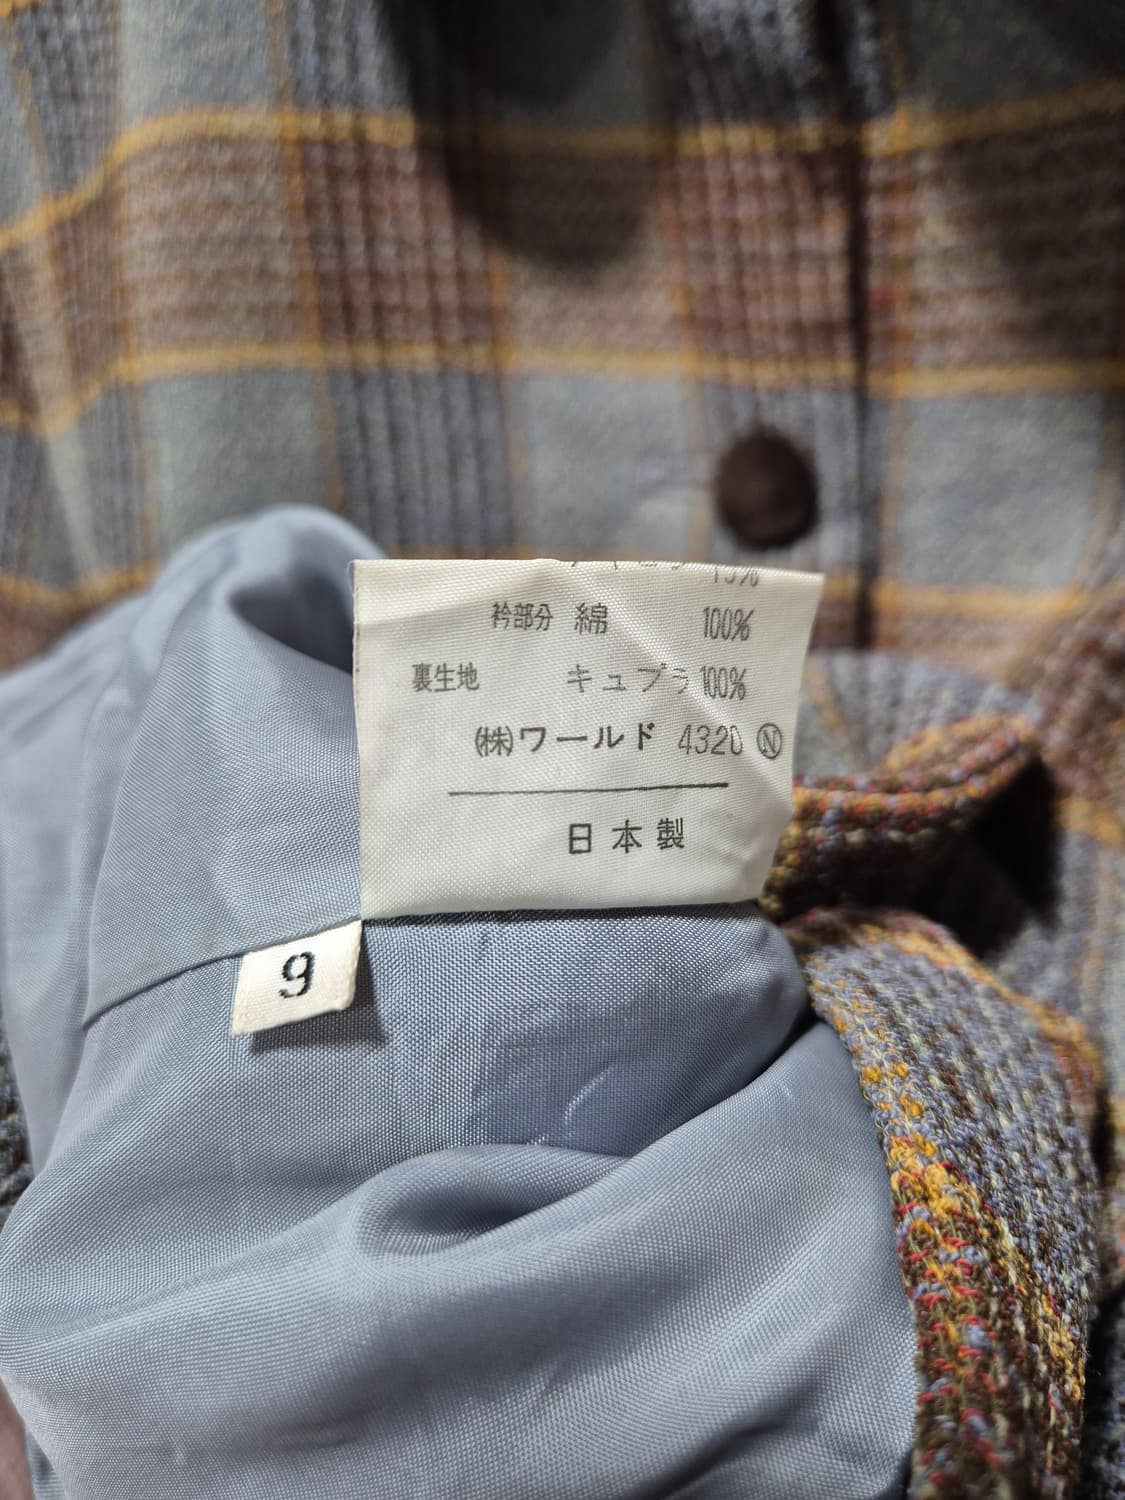 15%
衿部分 綿 100%
裏生地 キュプラ 100%
㈱ワールド 4320 Ⓝ
日本製
9